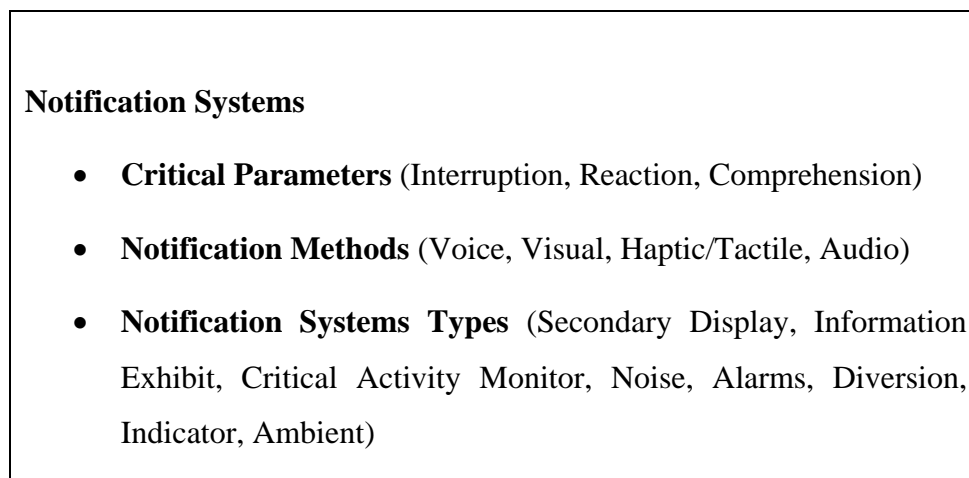 Notification Systems
• Critical Parameters (Interruption, Reaction, Comprehension)
• Notification Methods (Voice, Visual, Haptic/Tactile, Audio)
• Notification Systems Types (Secondary Display, Information
Exhibit, Critical Activity Monitor, Noise, Alarms, Diversion,
Indicator, Ambient)